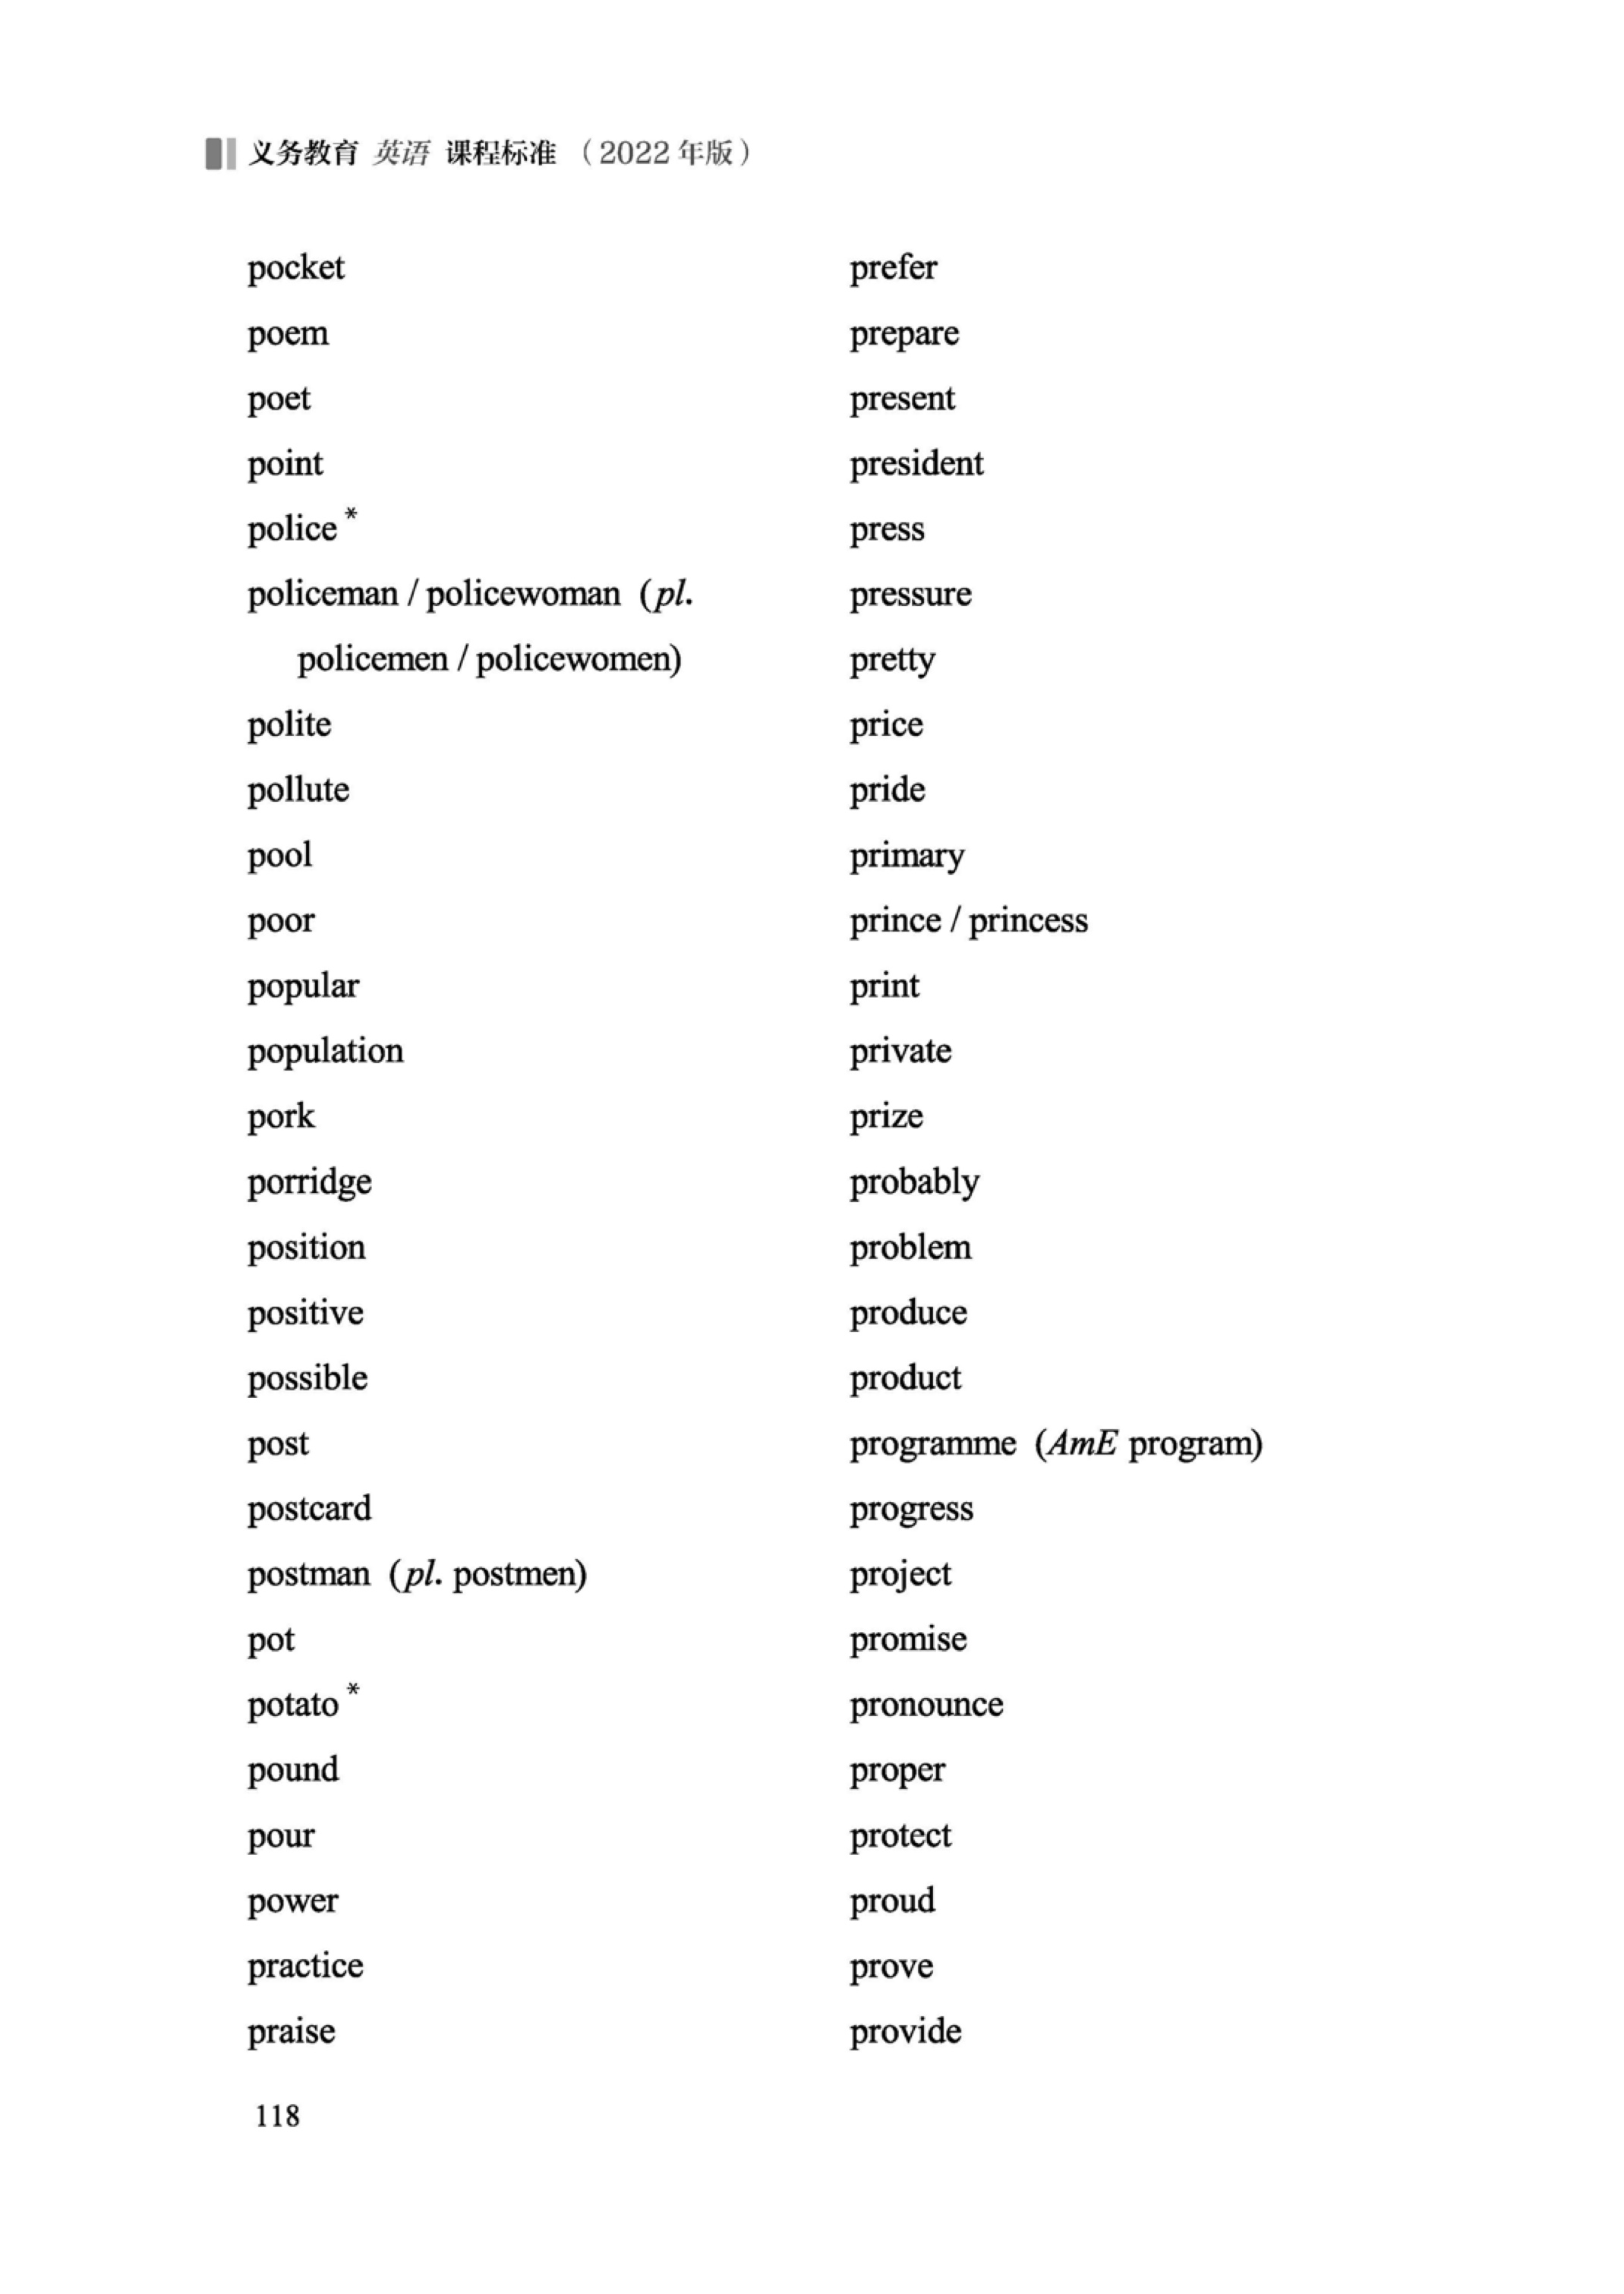 义务教育 英语 课程标准（2022 年版）
pocket
poem
poet
point
police *
policeman / policewoman (pl.
policemen / policewomen)
polite
pollute
pool
poor
popular
population
pork
porridge
position
positive
possible
post
postcard
postman (pl. postmen)
pot
potato *
pound
pour
power
practice
praise
prefer
prepare
present
president
press
pressure
pretty
price
pride
primary
prince / princess
print
private
prize
probably
problem
produce
product
programme (AmE program)
progress
project
promise
pronounce
proper
protect
proud
prove
provide
118